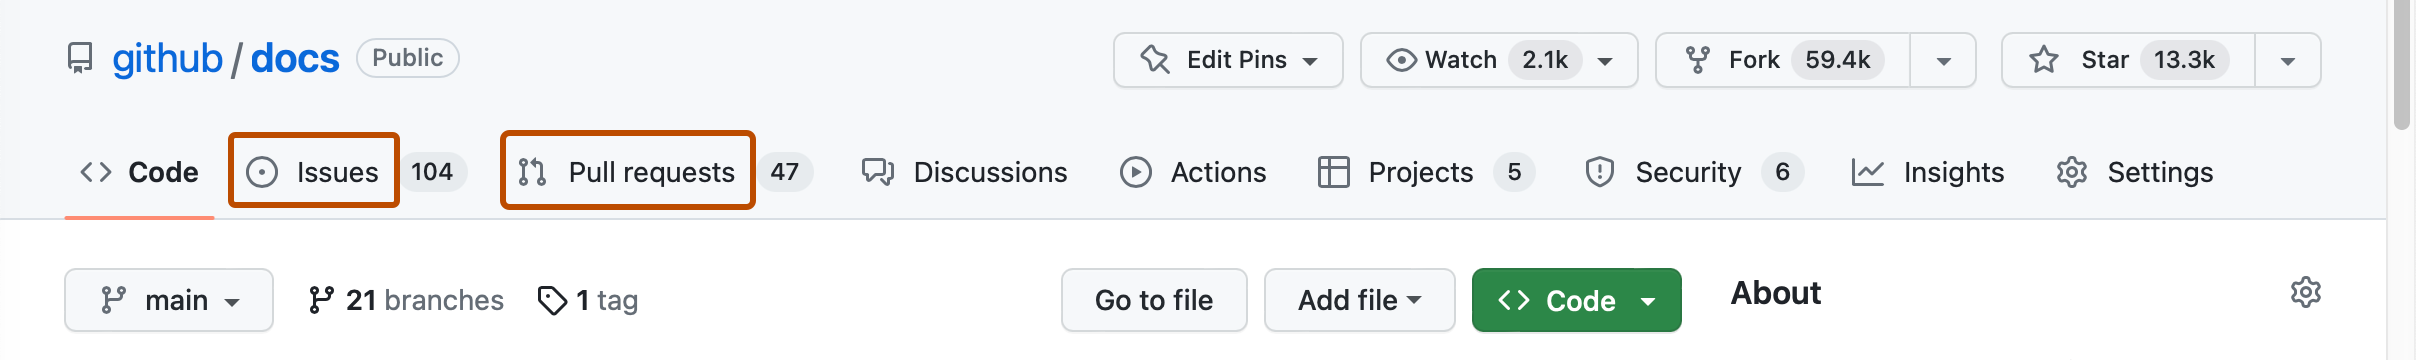 github / docs Public Edit Pins Watch 2.1k Fork 59.4k Star 13.3k
Code Issues 104 Pull requests 47 Discussions Actions Projects 5 Security 6 Insights Settings
main 21 branches 1 tag Go to file Add file Code About